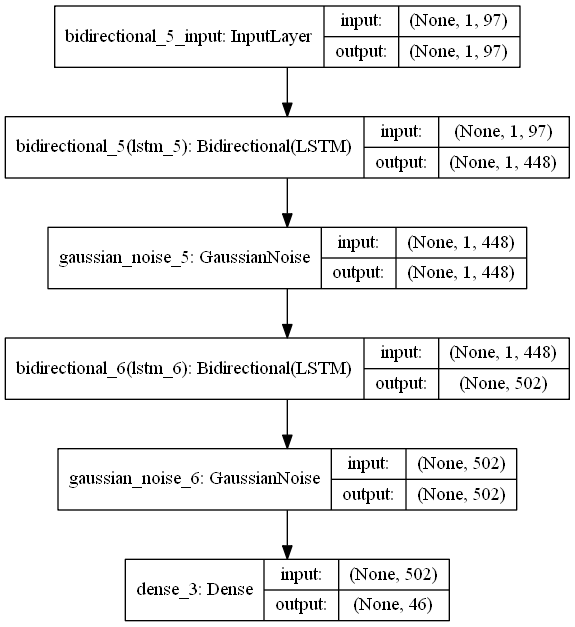 bidirectional_5_input: InputLayer
input:
(None, 1, 97)
output:
(None, 1, 97)
bidirectional_5(lstm_5): Bidirectional(LSTM)
input:
(None, 1, 97)
output:
(None, 1, 448)
gaussian_noise_5: GaussianNoise
input:
(None, 1, 448)
output:
(None, 1, 448)
bidirectional_6(lstm_6): Bidirectional(LSTM)
input:
(None, 1, 448)
output:
(None, 502)
gaussian_noise_6: GaussianNoise
input:
(None, 502)
output:
(None, 502)
dense_3: Dense
input:
(None, 502)
output:
(None, 46)